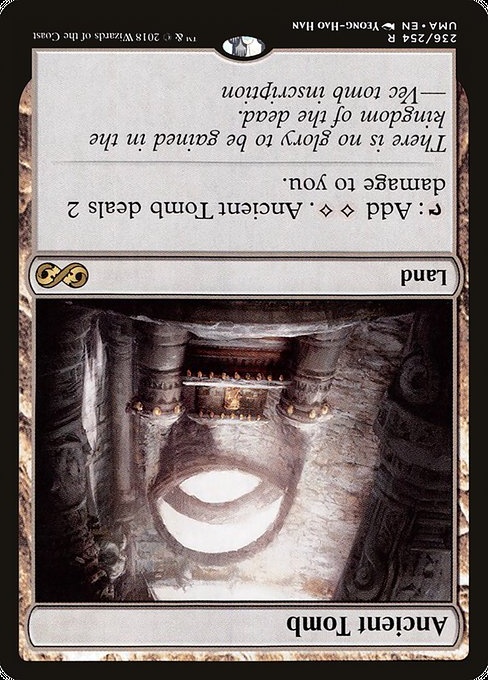 Ancient Tomb
Land
: Add . Ancient Tomb deals 2
damage to you.
There is no glory to be gained in the
kingdom of the dead.
—Vec tomb inscription
236/254 R
UMA • EN YEONG-HAO HAN
™ & © 2018 Wizards of the Coast